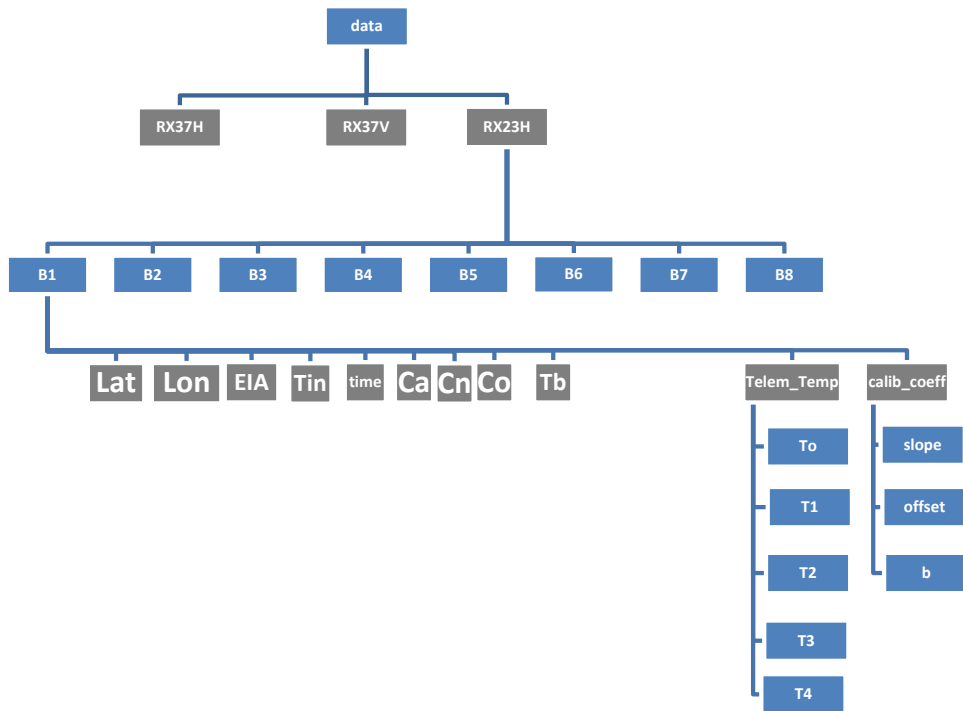 data
RX37H RX37V RX23H
B1 B2 B3 B4 B5 B6 B7 B8
Lat Lon EIA Tin time Ca Cn Co Tb Telem_Temp calib_coeff
To slope
T1 offset
T2 b
T3
T4